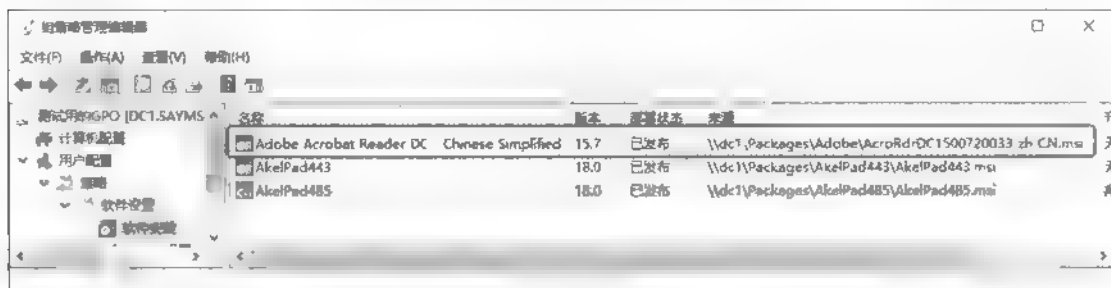 组策略管理编辑器
文件(F) 操作(A) 查看(V) 帮助(H)
测试用的GPO [DC1.SAYMS
计算机配置
用户配置
策略
软件设置
软件安装
名称 版本 部署状态 来源
Adobe Acrobat Reader DC - Chinese Simplified 15.7 已发布 \\dc1\Packages\Adobe\AcroRdrDC1500720033_zh_CN.msi
AkelPad443 18.0 已发布 \\dc1\Packages\AkelPad443\AkelPad443.msi
AkelPad485 18.0 已发布 \\dc1\Packages\AkelPad485\AkelPad485.msi